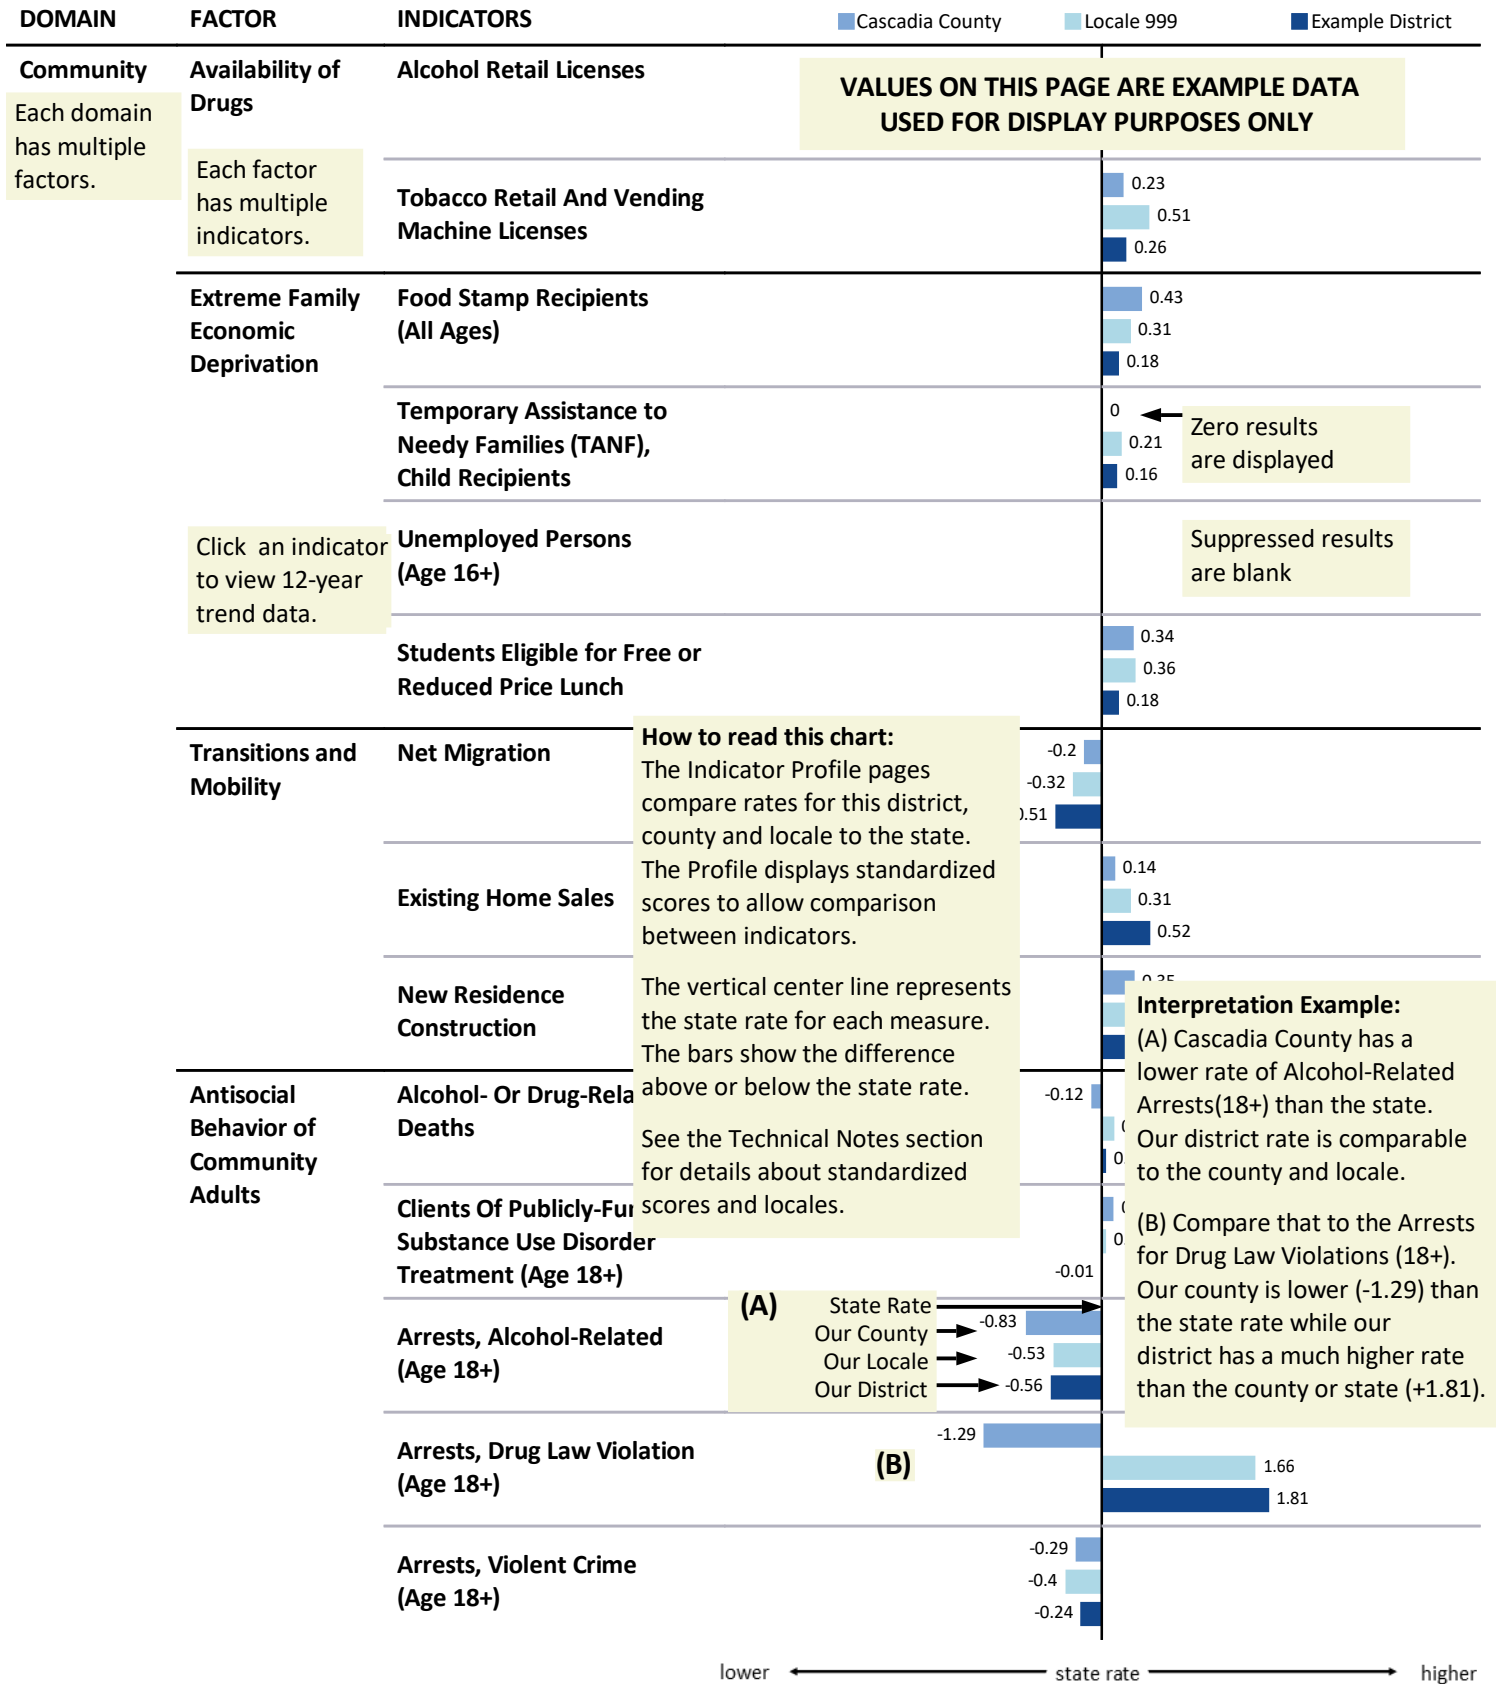 DOMAIN FACTOR INDICATORS Cascadia County Locale 999 Example District
Community
Each domain
has multiple
factors.
Availability of
Drugs
Each factor
has multiple
indicators.
Alcohol Retail Licenses
VALUES ON THIS PAGE ARE EXAMPLE DATA
USED FOR DISPLAY PURPOSES ONLY
Tobacco Retail And Vending
Machine Licenses
0.23
0.51
0.26
Extreme Family
Economic
Deprivation
Food Stamp Recipients
(All Ages)
0.43
0.31
0.18
Temporary Assistance to
Needy Families (TANF),
Child Recipients
0
0.21
0.16
Zero results
are displayed
Click an indicator
to view 12-year
trend data.
Unemployed Persons
(Age 16+)
Suppressed results
are blank
Students Eligible for Free or
Reduced Price Lunch
0.34
0.36
0.18
Transitions and
Mobility
Net Migration
-0.2
-0.32
.51
How to read this chart:
The Indicator Profile pages
compare rates for this district,
county and locale to the state.
The Profile displays standardized
scores to allow comparison
between indicators.
The vertical center line represents
the state rate for each measure.
The bars show the difference
above or below the state rate.
See the Technical Notes section
for details about standardized
scores and locales.
Existing Home Sales
0.14
0.31
0.52
New Residence
Construction
Interpretation Example:
(A) Cascadia County has a
lower rate of Alcohol-Related
Arrests(18+) than the state.
Our district rate is comparable
to the county and locale.
(B) Compare that to the Arrests
for Drug Law Violations (18+).
Our county is lower (-1.29) than
the state rate while our
district has a much higher rate
than the county or state (+1.81).
Antisocial
Behavior of
Community
Adults
Alcohol- Or Drug-Rela
Deaths
-0.12
0.
Clients Of Publicly-Fu
Substance Use Disorder
Treatment (Age 18+)
0.
-0.01
Arrests, Alcohol-Related
(Age 18+)
(A) State Rate
Our County -0.83
Our Locale -0.53
Our District -0.56
Arrests, Drug Law Violation
(Age 18+)
(B)
-1.29
1.66
1.81
Arrests, Violent Crime
(Age 18+)
-0.29
-0.4
-0.24
lower state rate higher